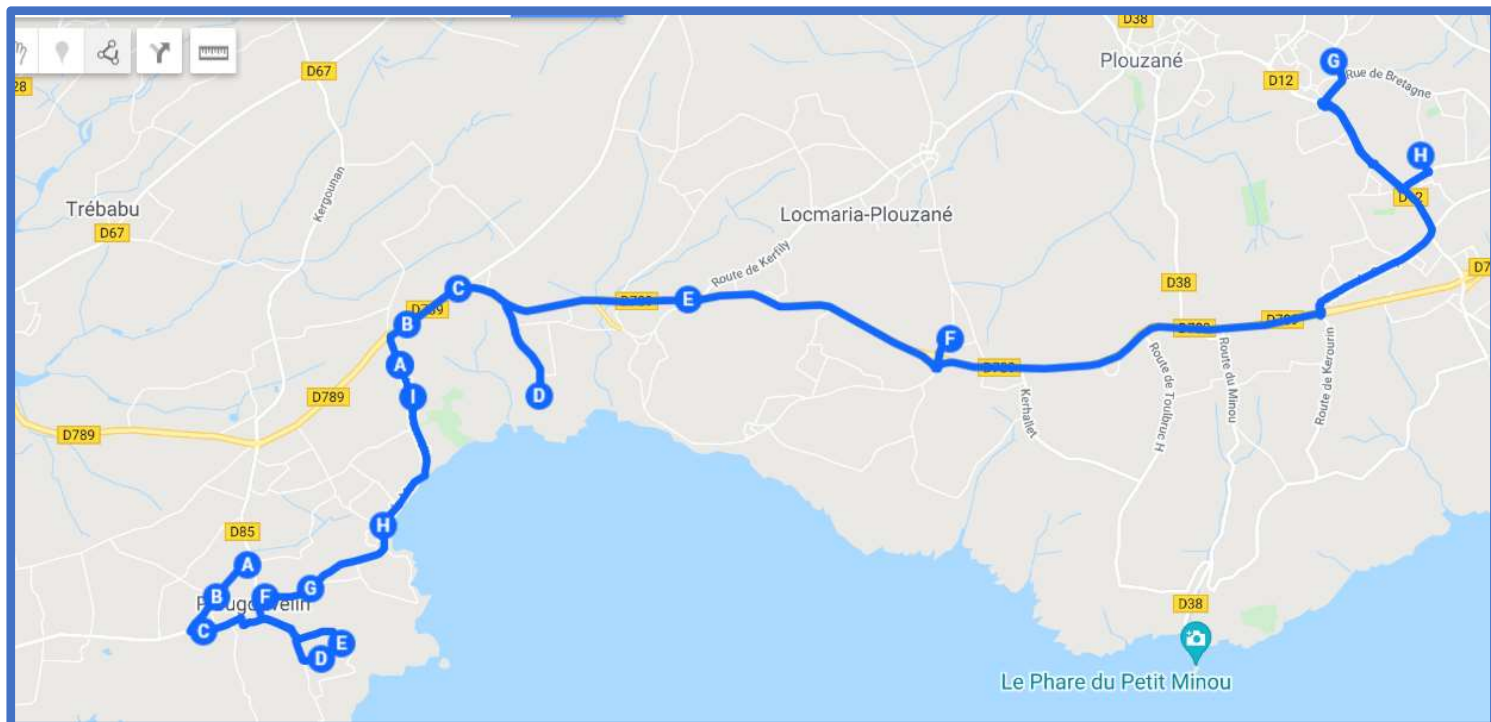 D38
D67
Plouzané
G
D12
Rue de Bretagne
28
H
Kergounan
Trébabu
D67
Locmaria-Plouzané
Route de Kerfily
C
D38
E
B
D789
F
A
D789
I
D
D789
Kerhallet
Route de Toulbruc H
Route du Minou
Route de Kerourin
H
D85
A
G
B
F
C
E
D
D38
Le Phare du Petit Minou